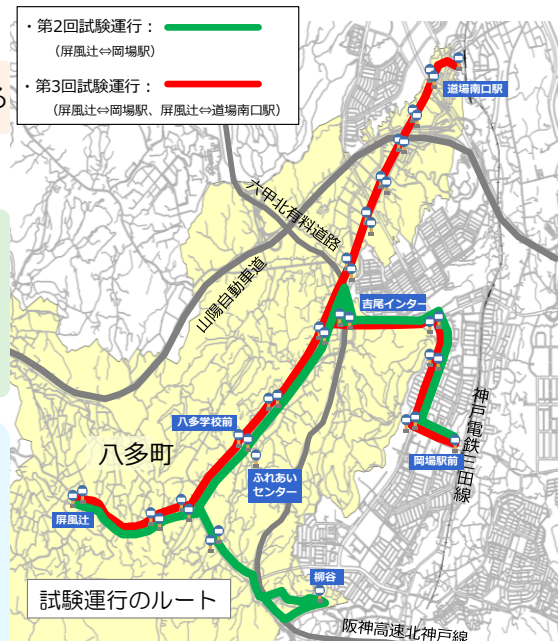 ・第2回試験運行：
（屏風辻⇔岡場駅）
・第3回試験運行：
（屏風辻⇔岡場駅、屏風辻⇔道場南口駅）
る
道場南口駅
六甲北有料道路
山陽自動車道
吉尾インター
神戸電鉄三田線
八多学校前
岡場駅前
八多町
ふれあい
センター
屏風辻
柳谷
試験運行のルート
阪神高速北神戸線